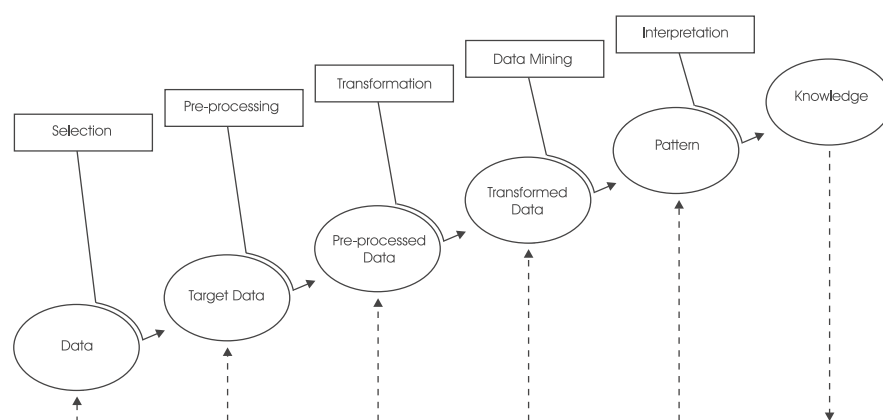 Interpretation
Data Mining
Transformation
Pre-processing
Selection
Knowledge
Pattern
Transformed
Data
Pre-processed
Data
Target Data
Data